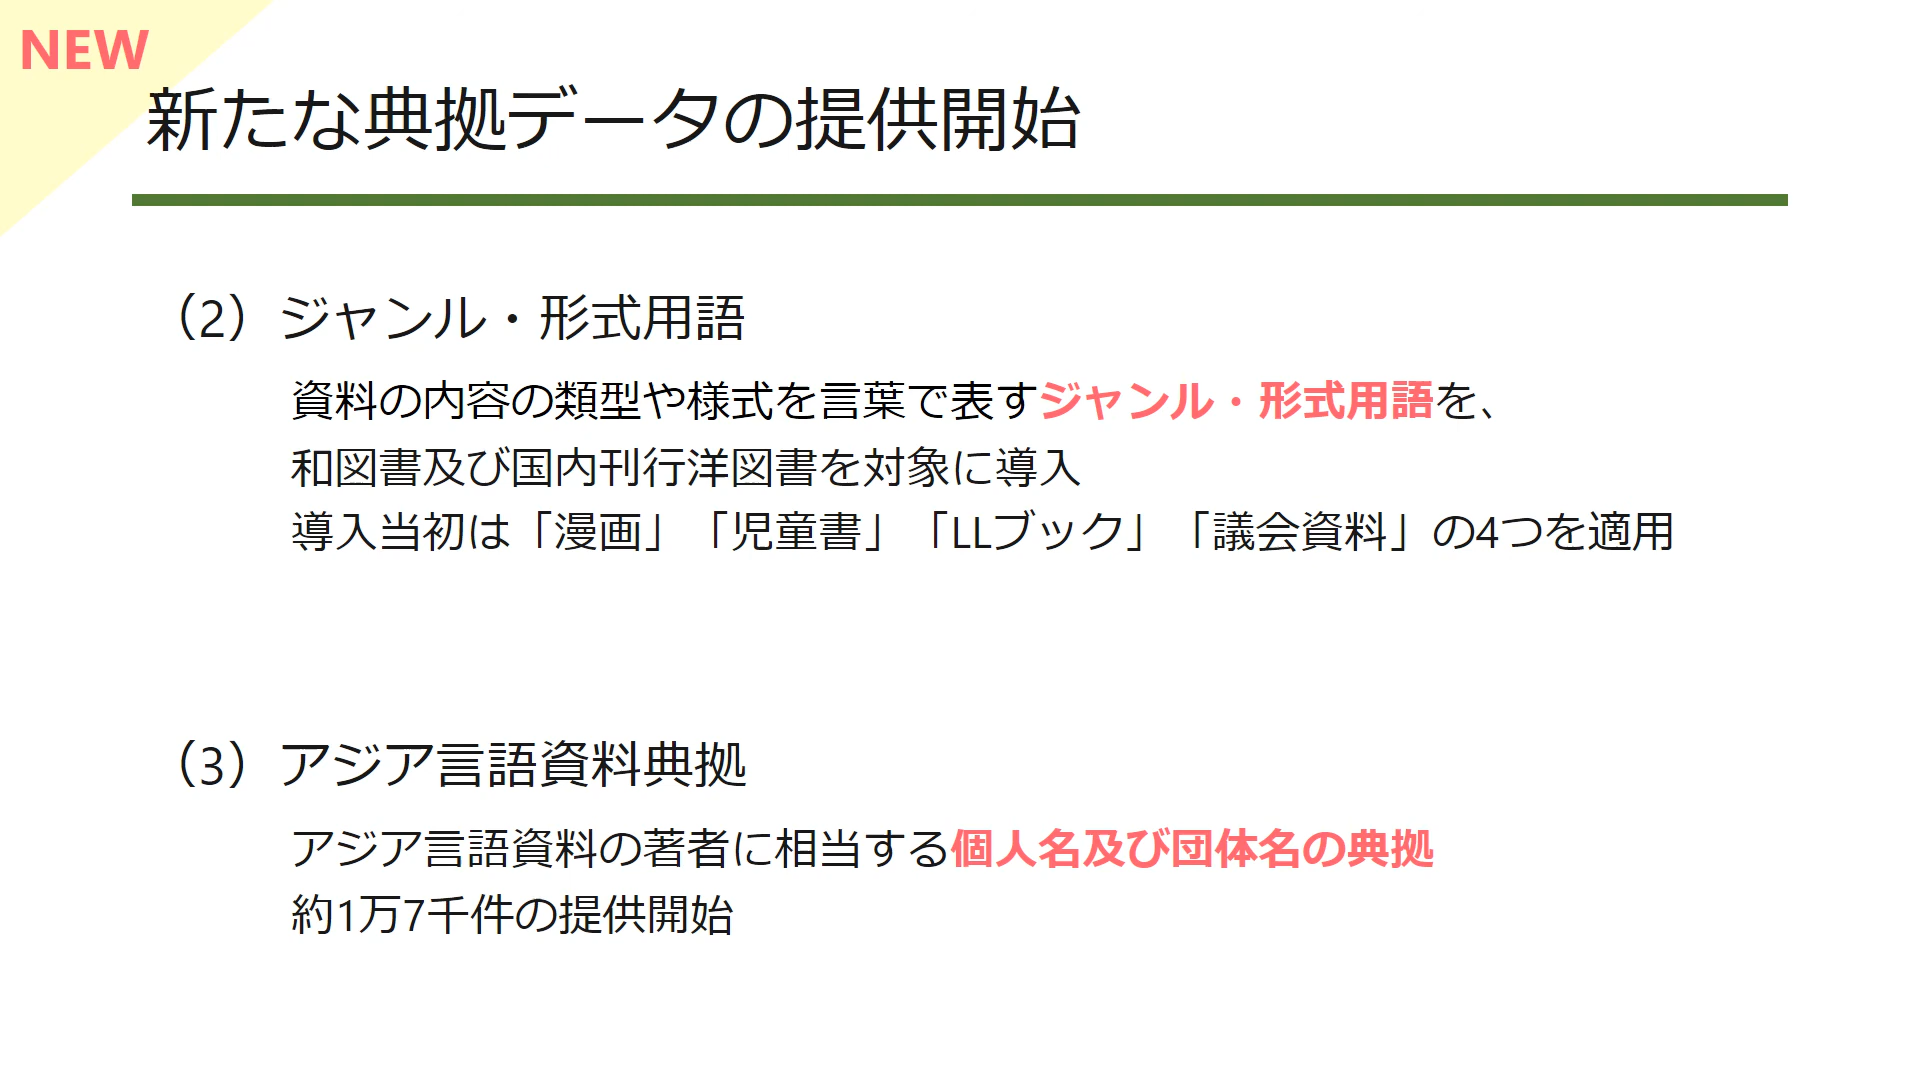 NEW
新たな典拠データの提供開始
（2）ジャンル・形式用語
資料の内容の類型や様式を言葉で表すジャンル・形式用語を、
和図書及び国内刊行洋図書を対象に導入
導入当初は「漫画」「児童書」「LLブック」「議会資料」の4つを適用
（3）アジア言語資料典拠
アジア言語資料の著者に相当する個人名及び団体名の典拠
約1万7千件の提供開始